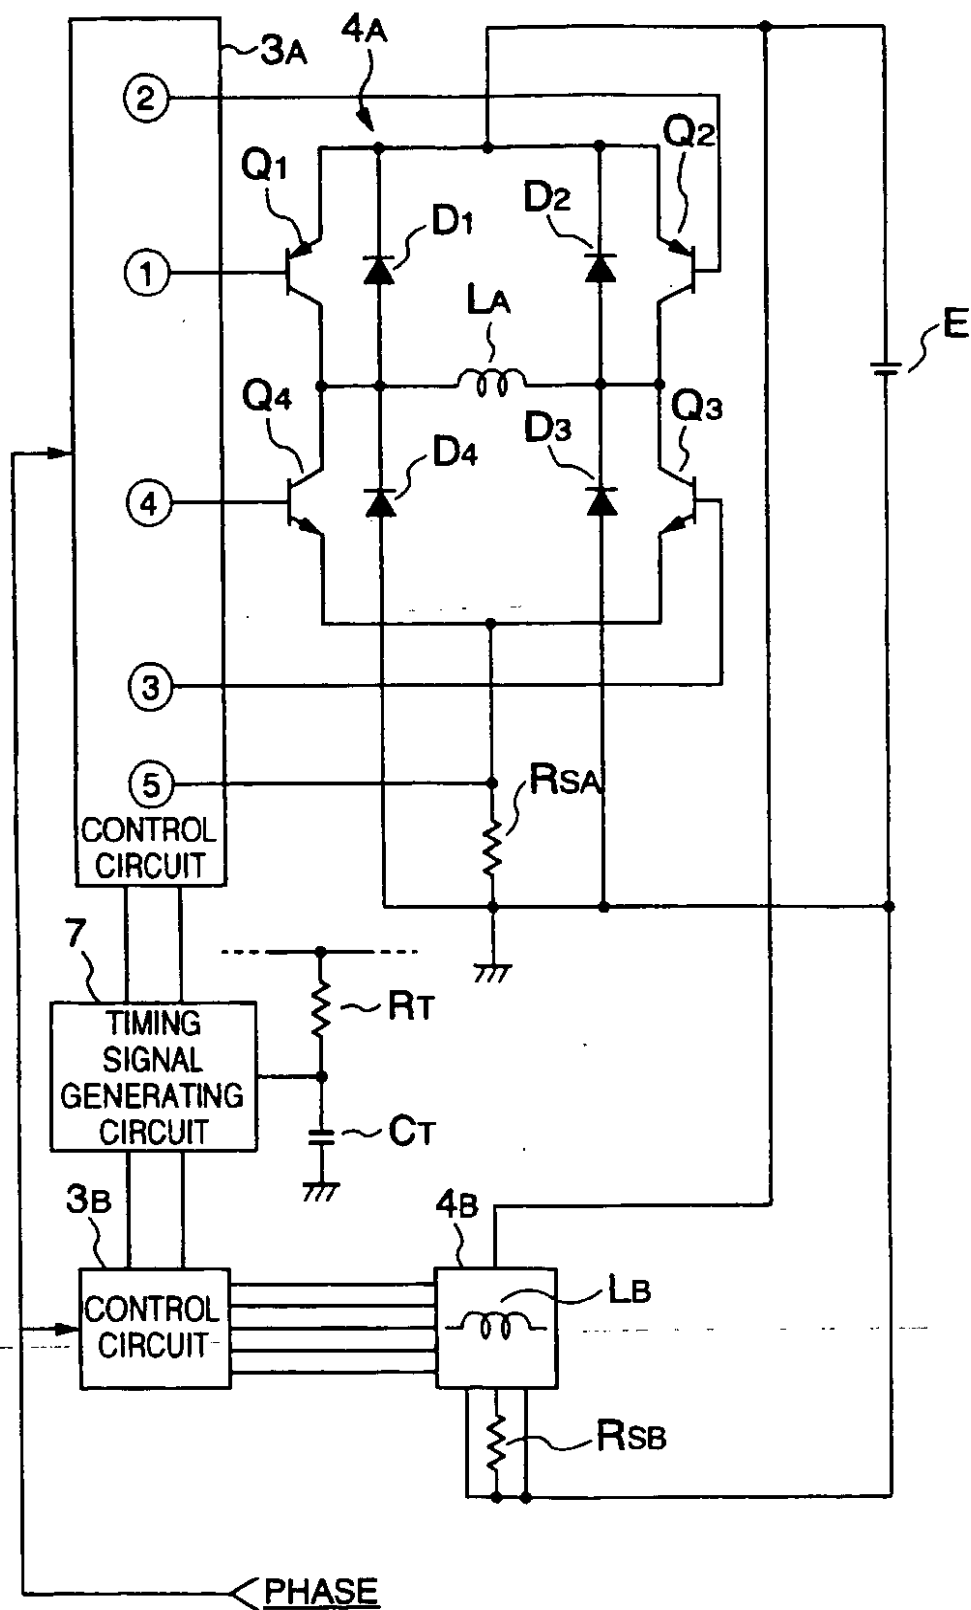 3A
4A
2
Q1
Q2
D1
D2
1
LA
E
Q4
Q3
D4
D3
4
3
5
RSA
CONTROL
CIRCUIT
7
TIMING
SIGNAL
GENERATING
CIRCUIT
RT
CT
3B
4B
CONTROL
CIRCUIT
LB
RSB
PHASE